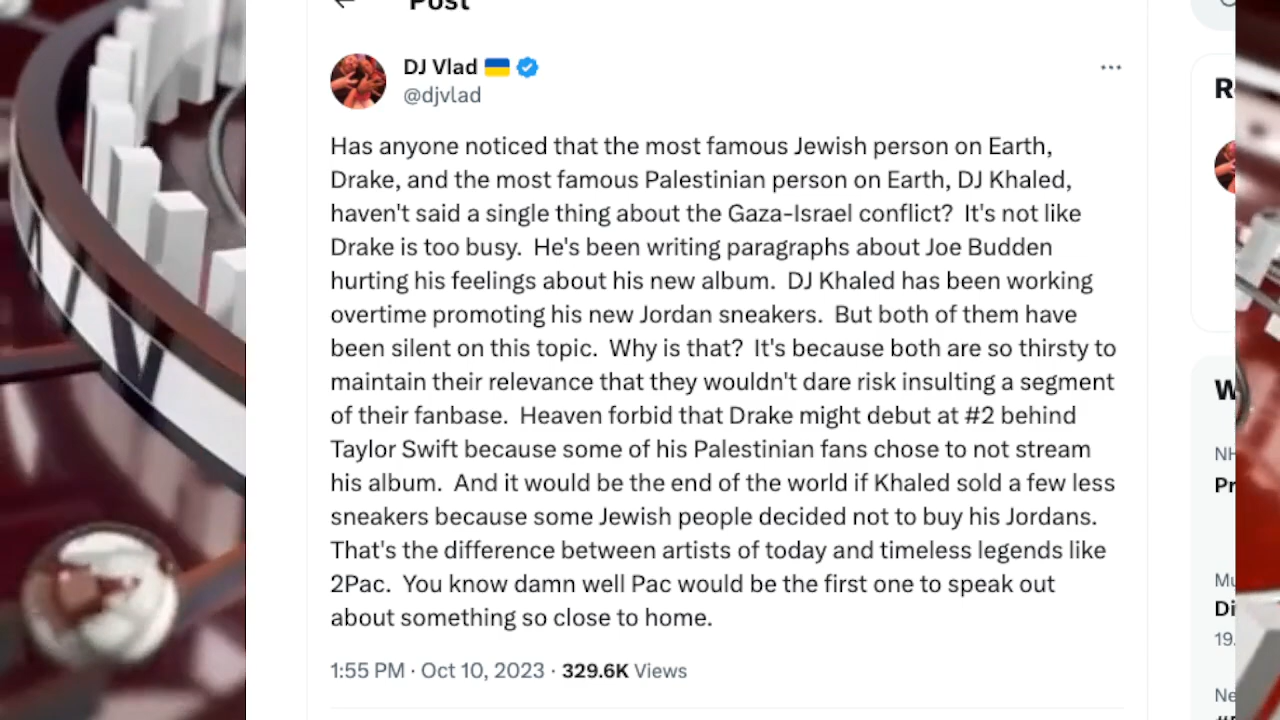 Post
DJ Vlad
@djvlad
Has anyone noticed that the most famous Jewish person on Earth,
Drake, and the most famous Palestinian person on Earth, DJ Khaled,
haven't said a single thing about the Gaza-Israel conflict?  It's not like
Drake is too busy.  He's been writing paragraphs about Joe Budden
hurting his feelings about his new album.  DJ Khaled has been working
overtime promoting his new Jordan sneakers.  But both of them have
been silent on this topic.  Why is that?  It's because both are so thirsty to
maintain their relevance that they wouldn't dare risk insulting a segment
of their fanbase.  Heaven forbid that Drake might debut at #2 behind
Taylor Swift because some of his Palestinian fans chose to not stream
his album.  And it would be the end of the world if Khaled sold a few less
sneakers because some Jewish people decided not to buy his Jordans.
That's the difference between artists of today and timeless legends like
2Pac.  You know damn well Pac would be the first one to speak out
about something so close to home.
1:55 PM · Oct 10, 2023 · 329.6K Views
R
W
NH
Pr
Mu
Di
19.
Ne